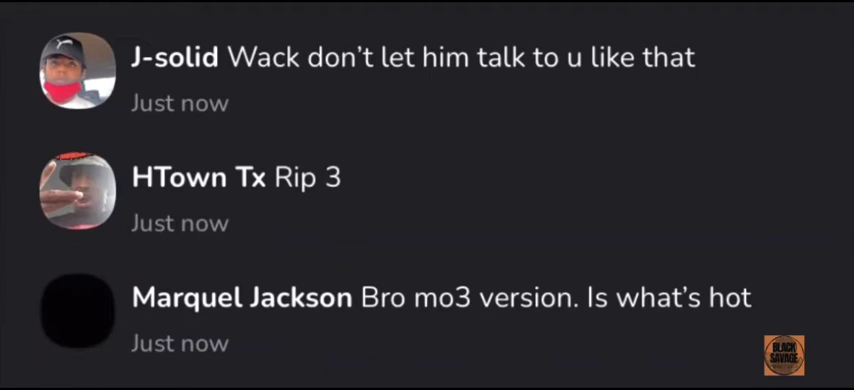 J-solid Wack don't let him talk to u like that
Just now
HTown Tx Rip 3
Just now
Marquel Jackson Bro mo3 version. Is what's hot
Just now
BLACK
SAVAGE